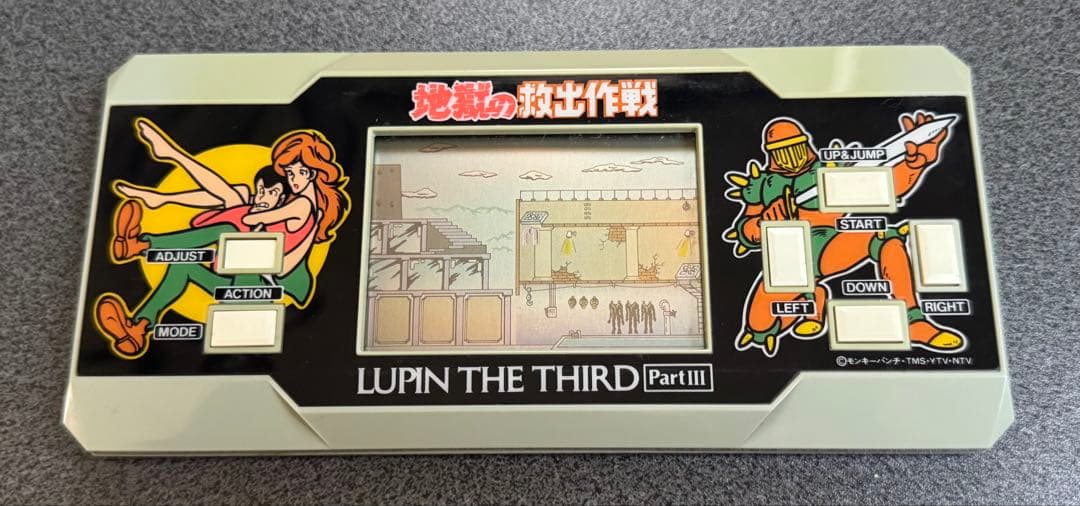 地獄の救出作戦
ADJUST
ACTION
MODE
UP&JUMP
START
DOWN
LEFT
RIGHT
©モンキーパンチ・TMS・YTV・NTV
LUPIN THE THIRD Part III